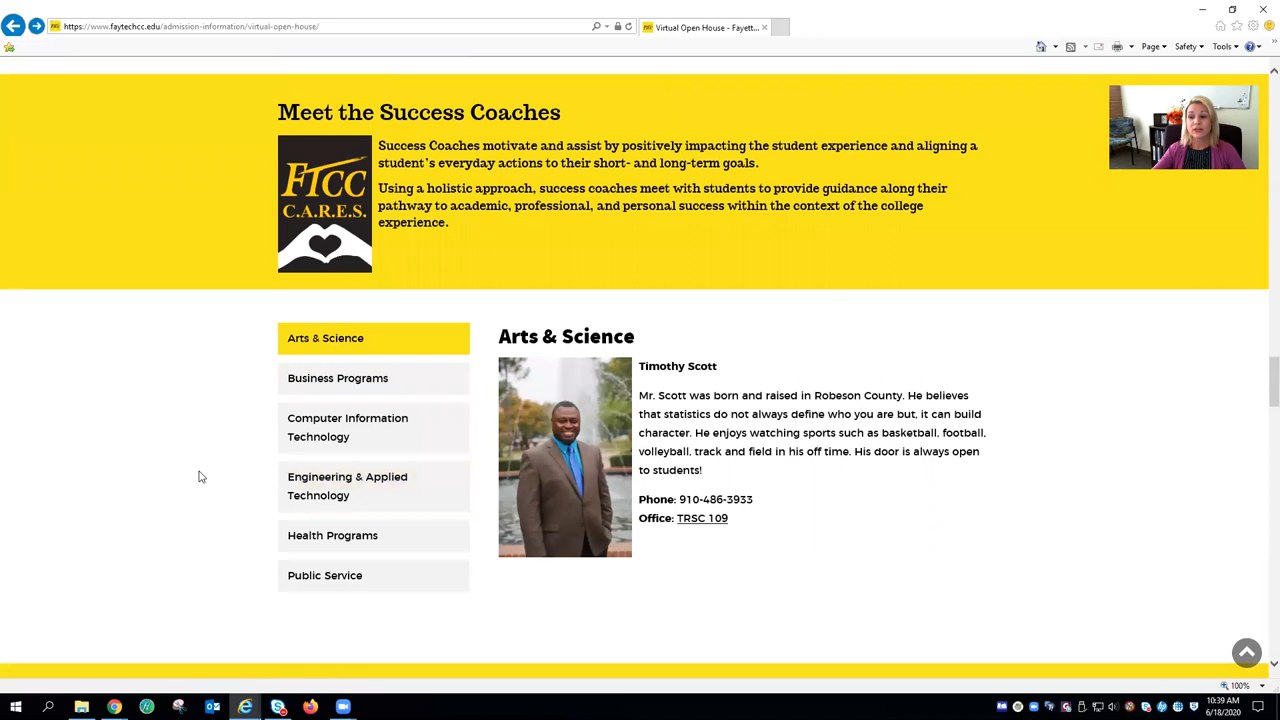 https://www.faytechcc.edu/admission-information/virtual-open-house/
Virtual Open House - Fayett...
Page
Safety
Tools
Meet the Success Coaches
FTCC
C.A.R.E.S.
Success Coaches motivate and assist by positively impacting the student experience and aligning a
student's everyday actions to their short- and long-term goals.
Using a holistic approach, success coaches meet with students to provide guidance along their
pathway to academic, professional, and personal success within the context of the college
experience.
Arts & Science
Business Programs
Computer Information
Technology
Engineering & Applied
Technology
Health Programs
Public Service
Arts & Science
Timothy Scott
Mr. Scott was born and raised in Robeson County. He believes
that statistics do not always define who you are but, it can build
character. He enjoys watching sports such as basketball, football,
volleyball, track and field in his off time. His door is always open
to students!
Phone: 910-486-3933
Office: TRSC 109
100%
10:39 AM
6/18/2020